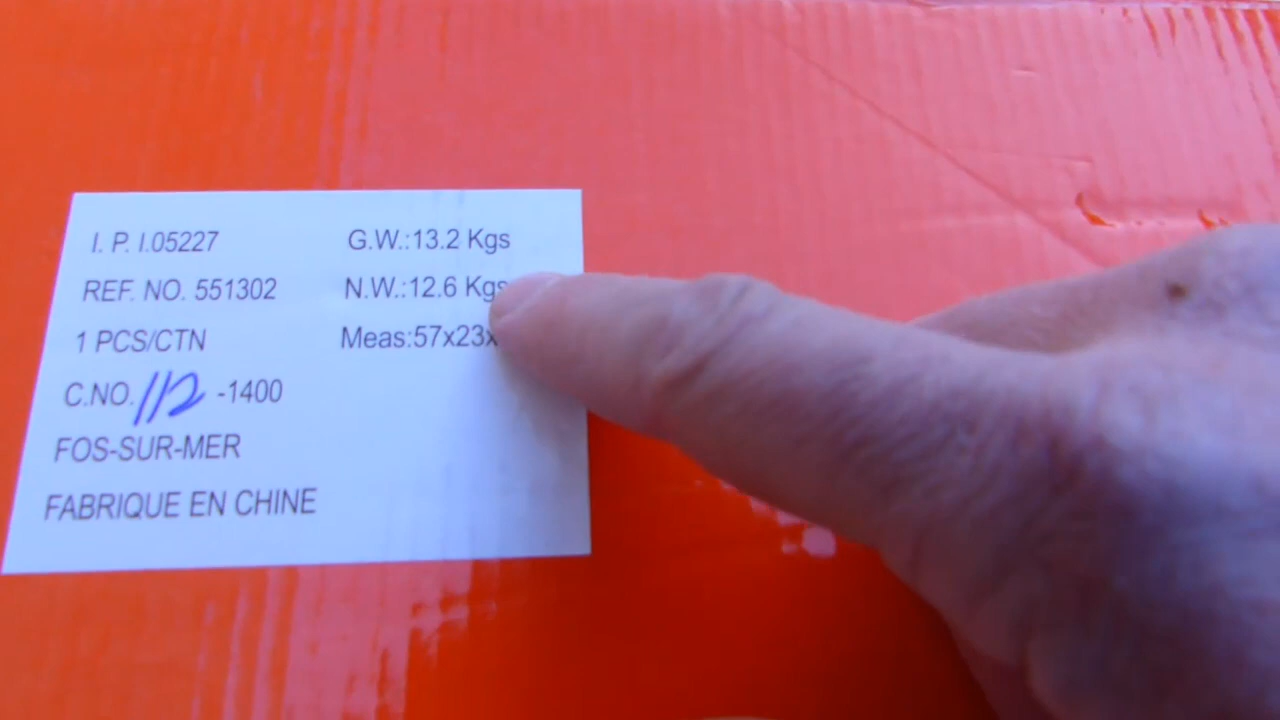 I. P. I.05227 G.W.:13.2 Kgs
REF. NO. 551302 N.W.:12.6 Kgs
1 PCS/CTN Meas:57x23x
C.NO. 112 -1400
FOS-SUR-MER
FABRIQUE EN CHINE